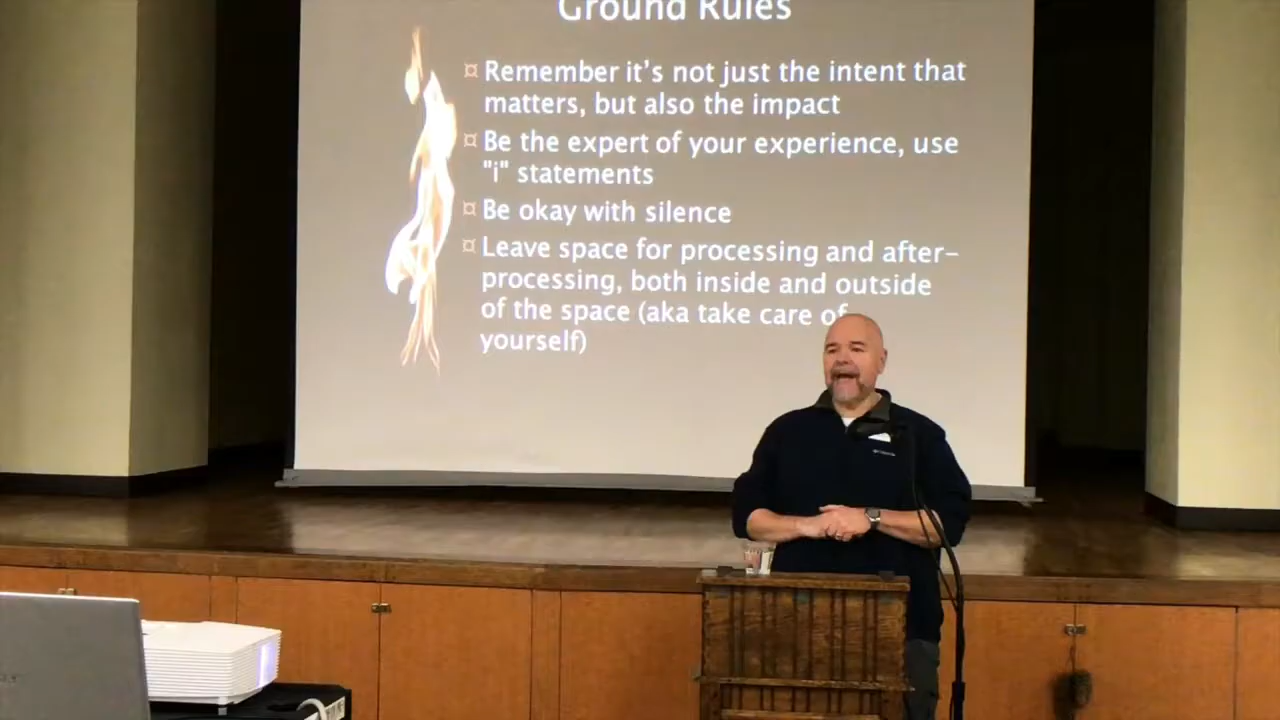 Ground Rules
Remember it's not just the intent that
matters, but also the impact
Be the expert of your experience, use
"i" statements
Be okay with silence
Leave space for processing and after-
processing, both inside and outside
of the space (aka take care of
yourself)